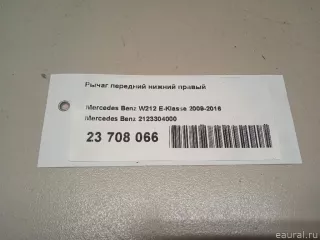 Рычаг передний нижний правый
Mercedes Benz W212 E-Klasse 2009-2016
Mercedes Benz 2123304000
23 708 066
eaural.ru©